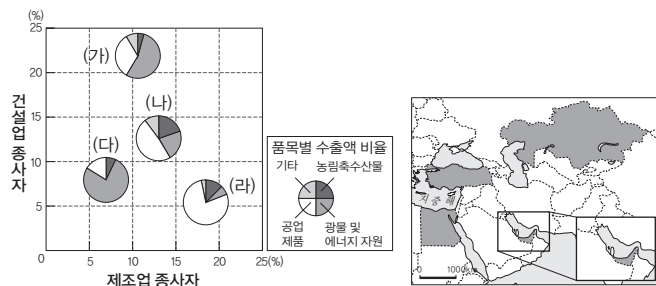 (%)
25
20
15
10
5
0
건설업 종사자
(가)
(나)
(다)
(라)
5
10
15
20
25(%)
제조업 종사자
품목별 수출액 비율
기타
농림축수산물
공업
제품
광물 및
에너지 자원
지중해
0
1000km